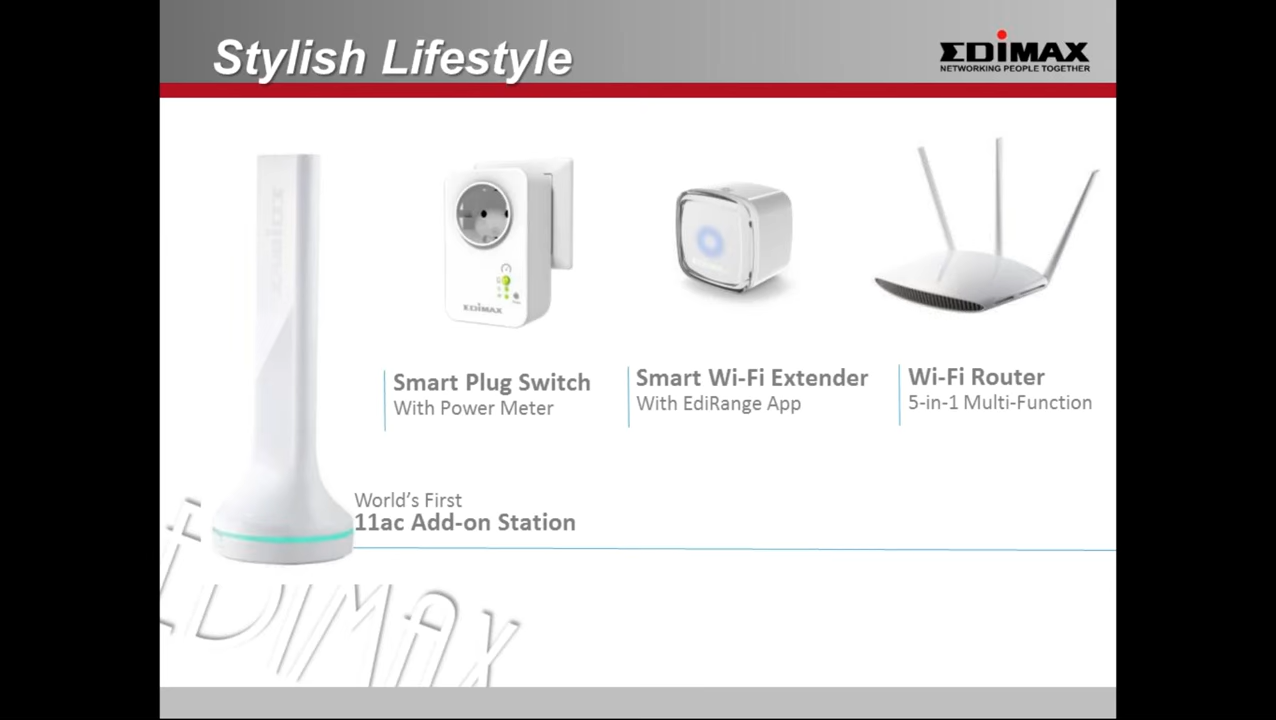 Stylish Lifestyle
EDIMAX
NETWORKING PEOPLE TOGETHER
EDIMAX
Smart Plug Switch
With Power Meter
Smart Wi-Fi Extender
With EdiRange App
Wi-Fi Router
5-in-1 Multi-Function
World's First
11ac Add-on Station
EDIMAX